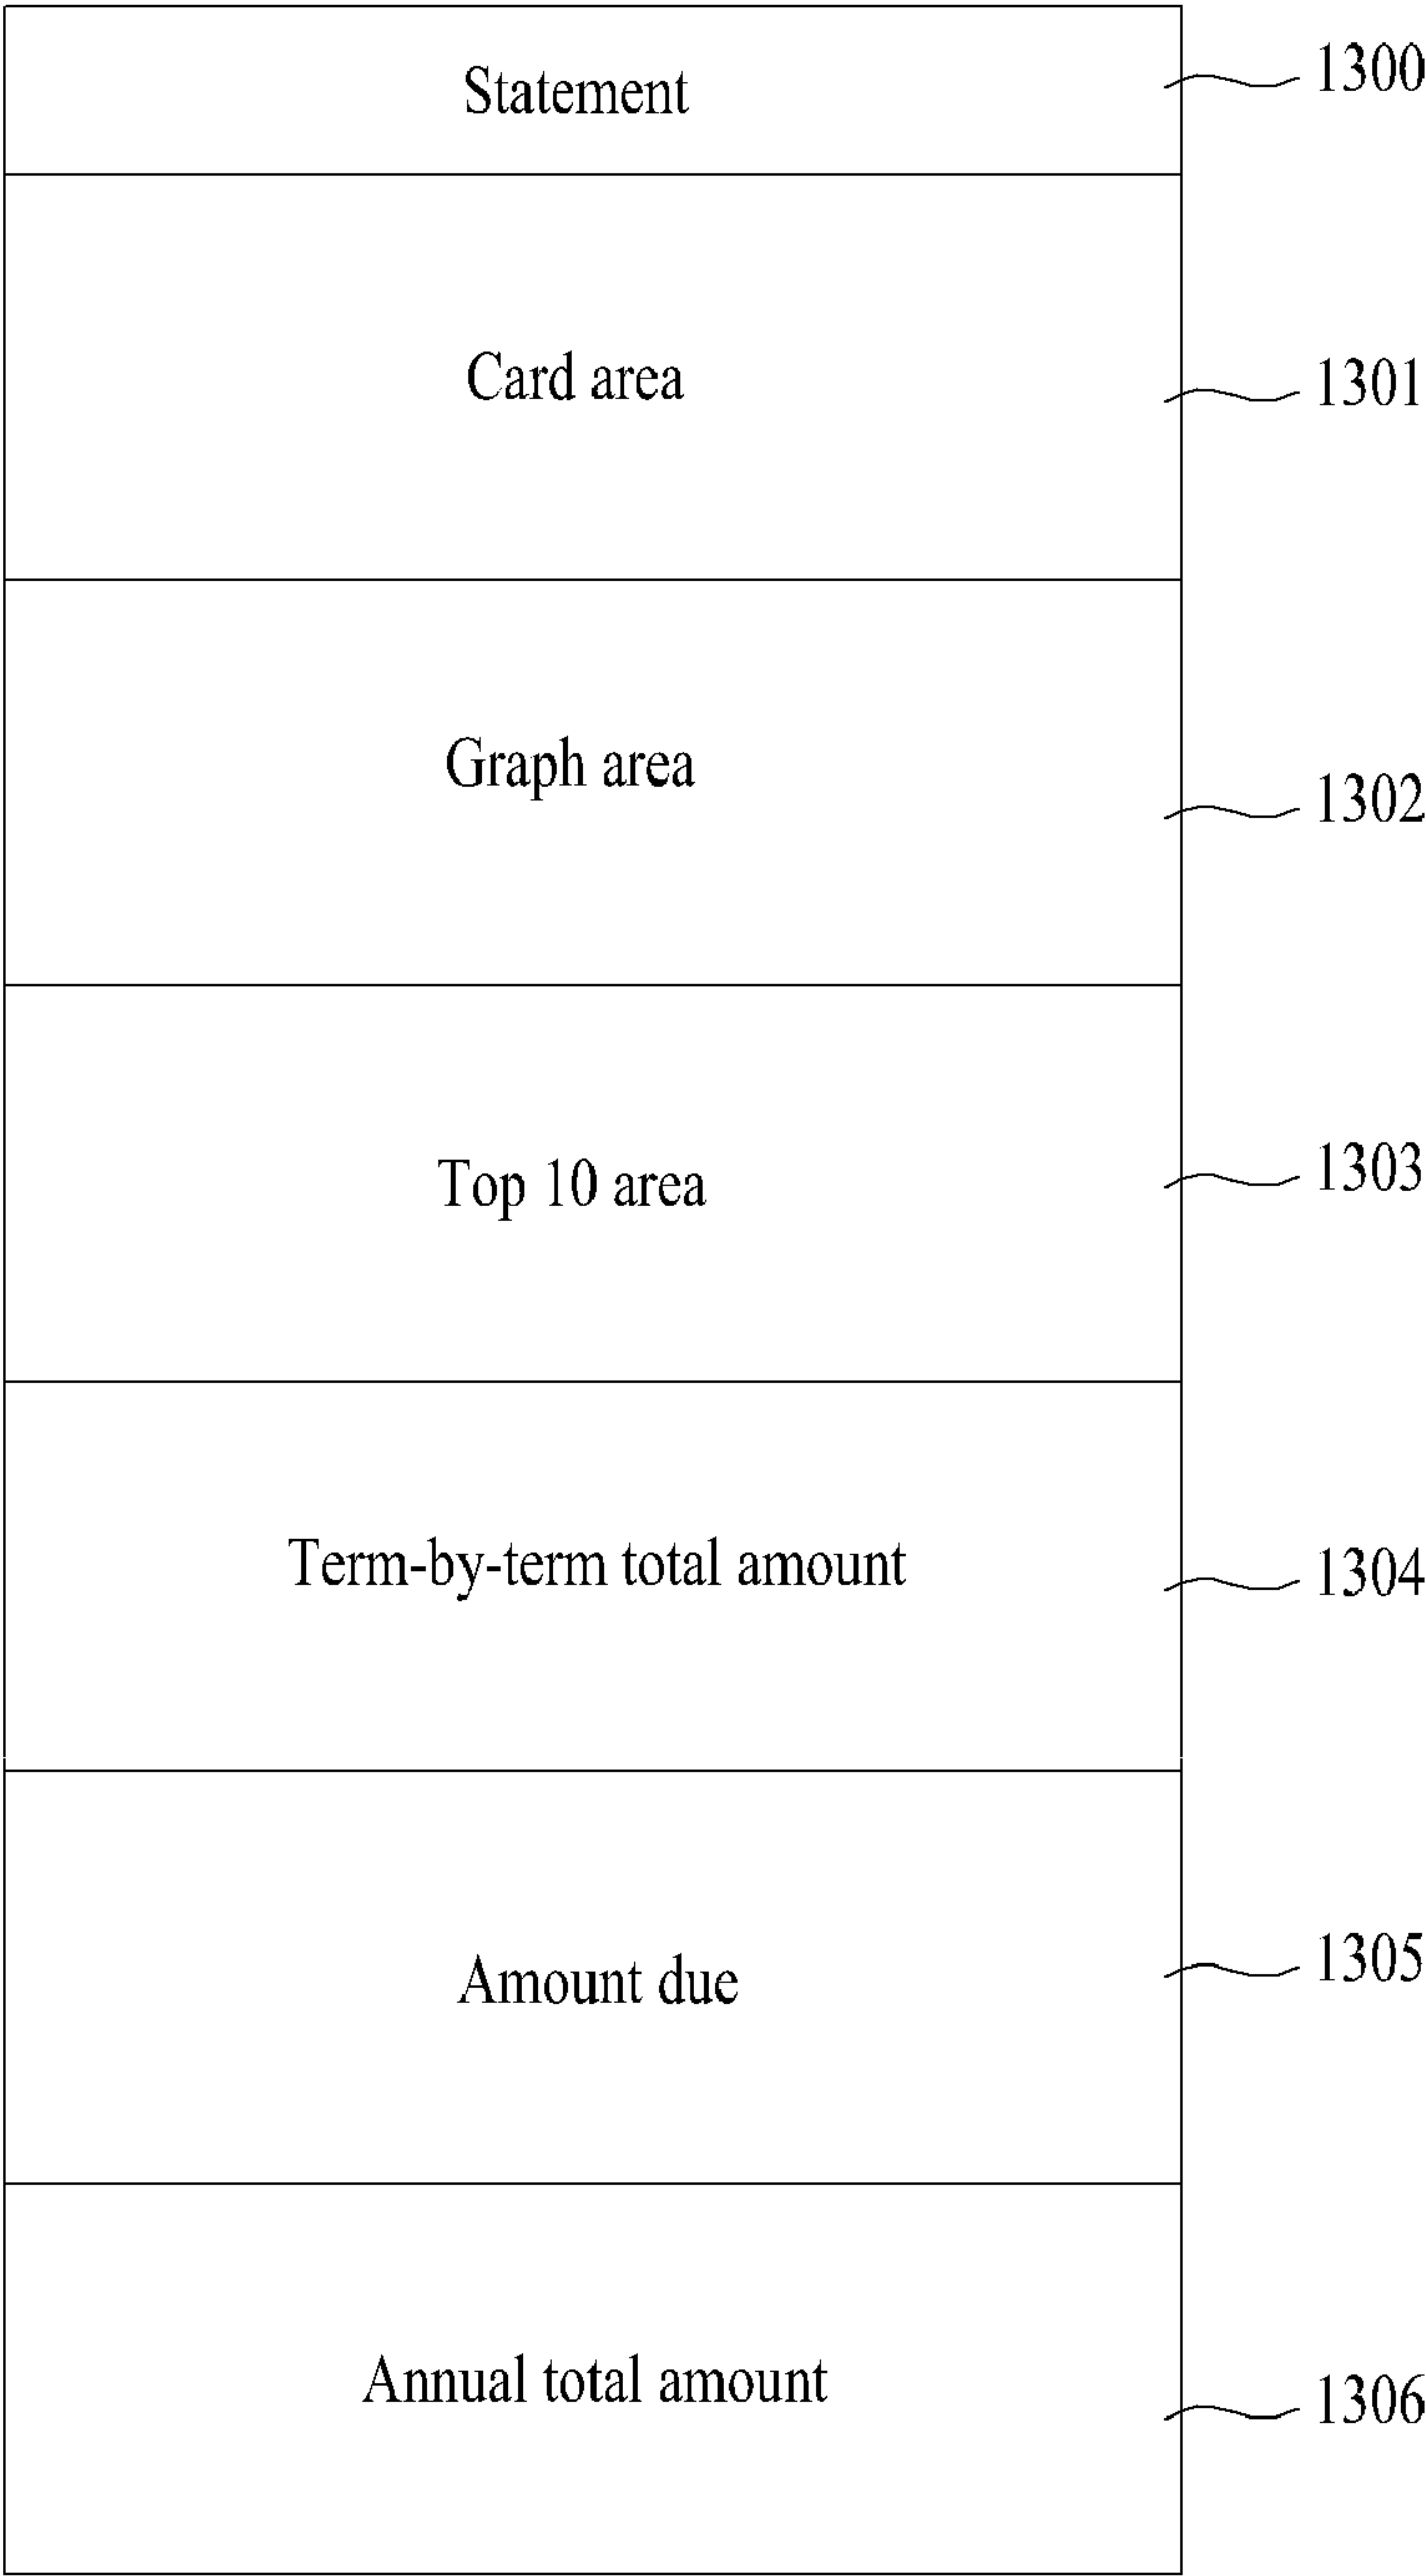 Statement 1300
Card area 1301
Graph area 1302
Top 10 area 1303
Term-by-term total amount 1304
Amount due 1305
Annual total amount 1306